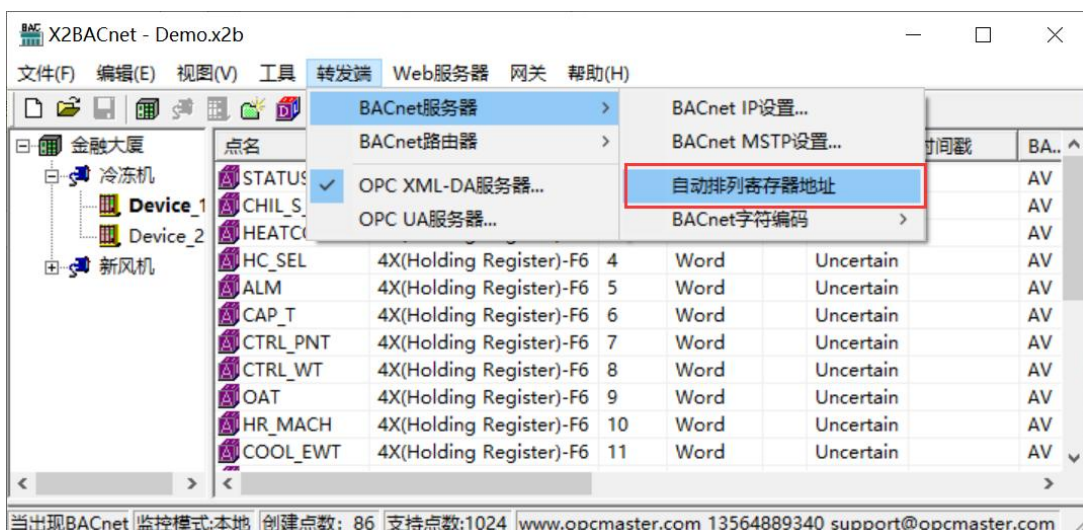 X2BACnet - Demo.x2b
文件(F) 编辑(E) 视图(V) 工具 转发端 Web服务器 网关 帮助(H)
BACnet服务器 > BACnet IP设置...
BACnet路由器 > BACnet MSTP设置...
OPC XML-DA服务器... 自动排列寄存器地址
OPC UA服务器... BACnet字符编码 >
金融大厦 点名 时间戳 BA..
冷冻机 STATUS AV
Device_1 CHIL_S AV
Device_2 HEATC AV
新风机 HC_SEL 4X(Holding Register)-F6 4 Word Uncertain AV
ALM 4X(Holding Register)-F6 5 Word Uncertain AV
CAP_T 4X(Holding Register)-F6 6 Word Uncertain AV
CTRL_PNT 4X(Holding Register)-F6 7 Word Uncertain AV
CTRL_WT 4X(Holding Register)-F6 8 Word Uncertain AV
OAT 4X(Holding Register)-F6 9 Word Uncertain AV
HR_MACH 4X(Holding Register)-F6 10 Word Uncertain AV
COOL_EWT 4X(Holding Register)-F6 11 Word Uncertain AV
当出现BACnet 监控模式:本地 创建点数: 86 支持点数:1024 www.opcmaster.com 13564889340 support@opcmaster.com